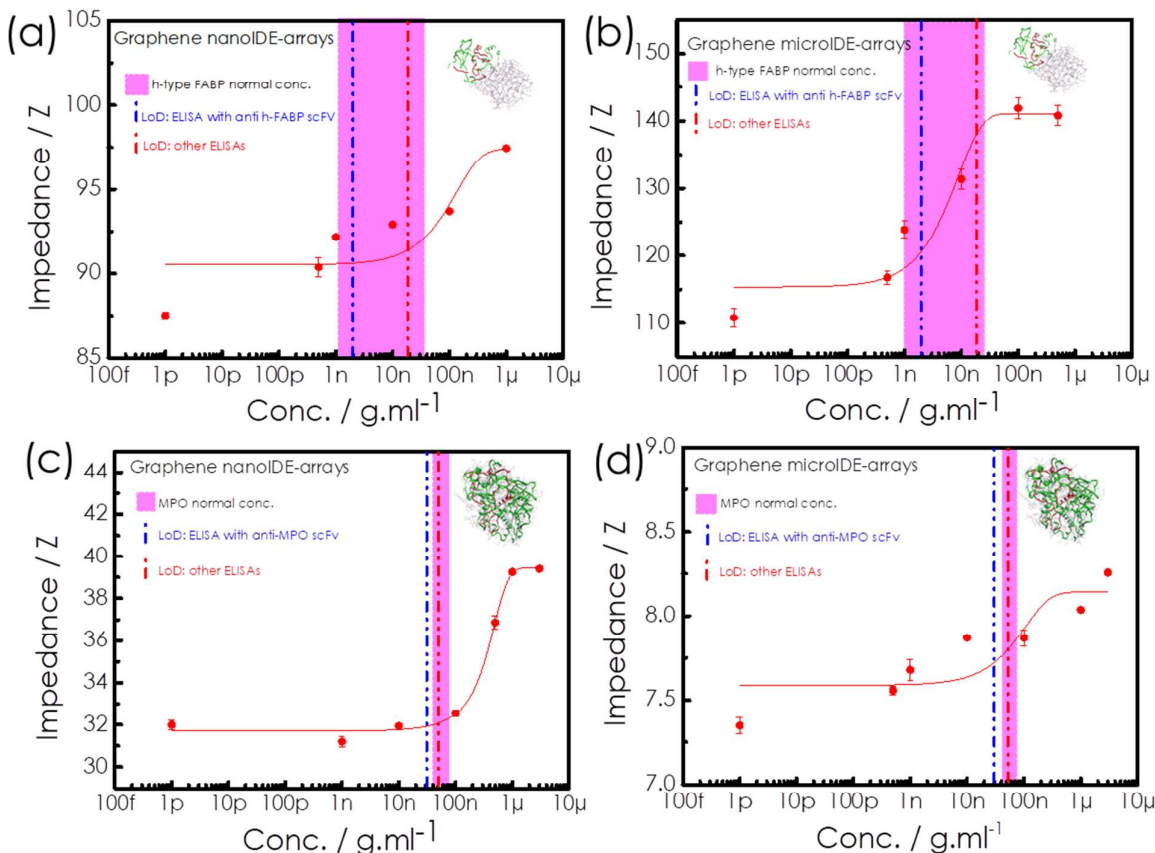 (a)
105
100
95
90
85
Impedance / Z
Graphene nanoIDE-arrays
h-type FABP normal conc.
LoD: ELISA with anti h-FABP scFV
LoD: other ELISAs
100f 1p 10p 100p 1n 10n 100n 1µ 10µ
Conc. / g.ml⁻¹
(b)
150
140
130
120
110
Impedance / Z
Graphene microIDE-arrays
h-type FABP normal conc.
LoD: ELISA with anti h-FABP scFv
LoD: other ELISAs
100f 1p 10p 100p 1n 10n 100n 1µ 10µ
Conc. / g.ml⁻¹
(c)
44
42
40
38
36
34
32
30
Impedance / Z
Graphene nanoIDE-arrays
MPO normal conc.
LoD: ELISA with anti-MPO scFv
LoD: other ELISAs
100f 1p 10p 100p 1n 10n 100n 1µ 10µ
Conc. / g.ml⁻¹
(d)
9.0
8.5
8.0
7.5
7.0
Impedance / Z
Graphene microIDE-arrays
MPO normal conc.
LoD: ELISA with anti-MPO scFv
LoD: other ELISAs
100f 1p 10p 100p 1n 10n 100n 1µ 10µ
Conc. / g.ml⁻¹